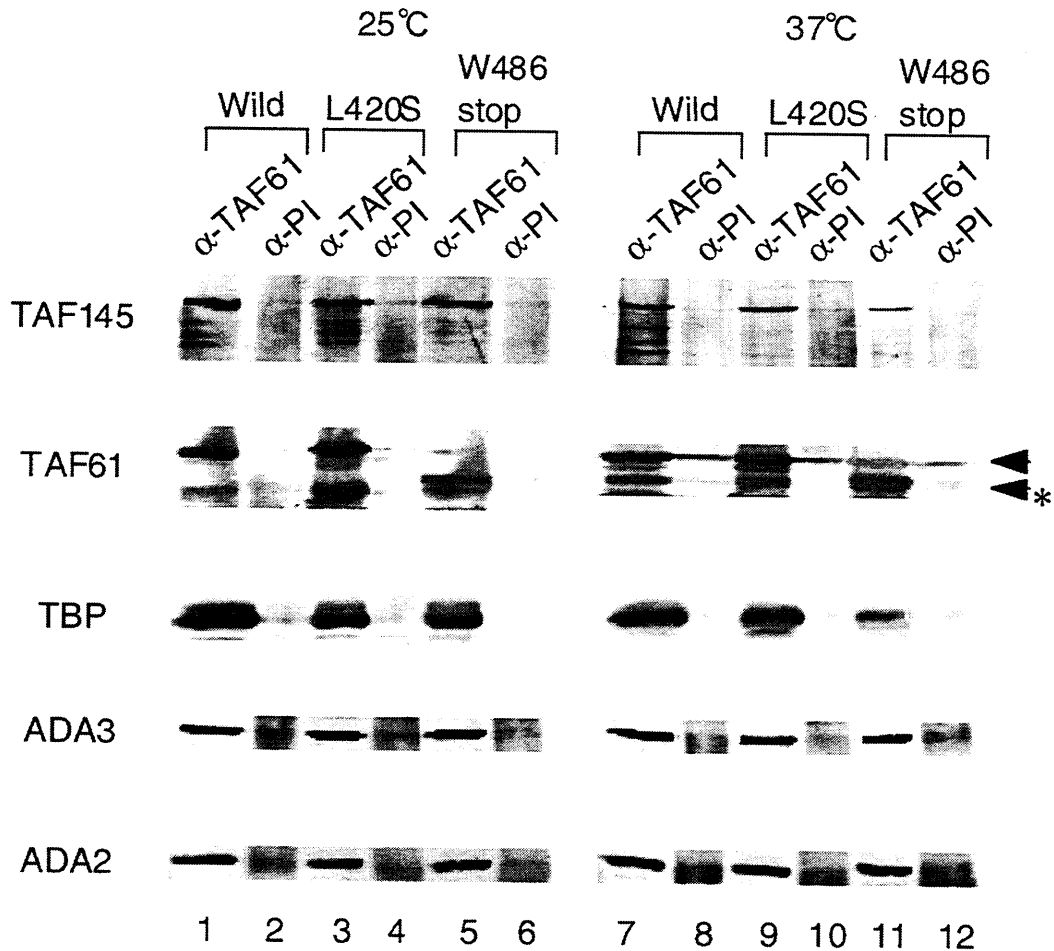 25°C 37°C
W486 W486
Wild L420S stop Wild L420S stop
α-TAF61 α-PI α-TAF61 α-PI α-TAF61 α-PI α-TAF61 α-PI α-TAF61 α-PI α-TAF61 α-PI
TAF145
TAF61
*
TBP
ADA3
ADA2
1 2 3 4 5 6 7 8 9 10 11 12